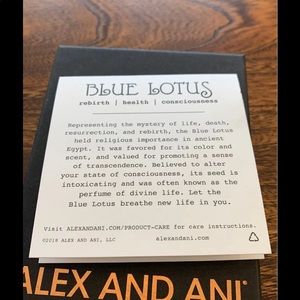 BLUE LOTUS
rebirth | health | consciousness
Representing the mystery of life, death,
resurrection, and rebirth, the Blue Lotus
held religious importance in ancient
Egypt. It was favored for its color and
scent, and valued for promoting a sense
of transcendence. Believed to alter
your state of consciousness, its seed is
intoxicating and was often known as the
perfume of divine life. Let the
Blue Lotus breathe new life in you.
Visit ALEXANDANI.COM/PRODUCT-CARE for care instructions.
©2018 ALEX AND ANI, LLC alexandani.com
ALEX AND ANI®